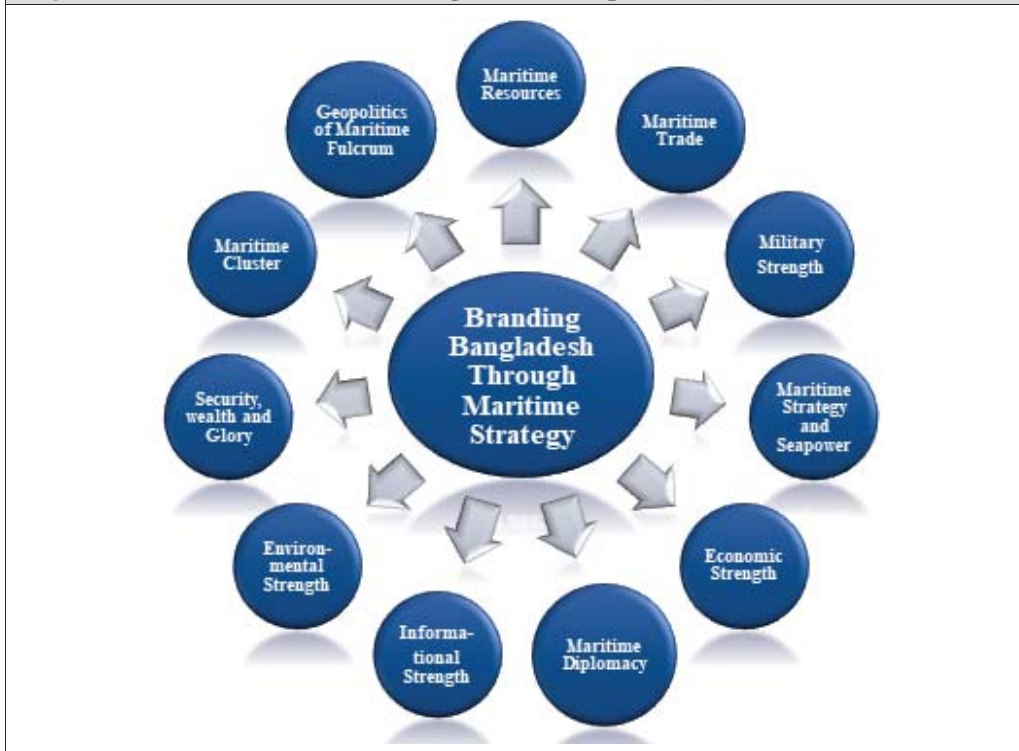 Maritime
Resources
Maritime
Trade
Military
Strength
Maritime
Strategy
and
Seapower
Economic
Strength
Maritime
Diplomacy
Informa-
tional
Strength
Environ-
mental
Strength
Security,
wealth and
Glory
Maritime
Cluster
Geopolitics
of Maritime
Fulcrum
Branding
Bangladesh
Through
Maritime
Strategy